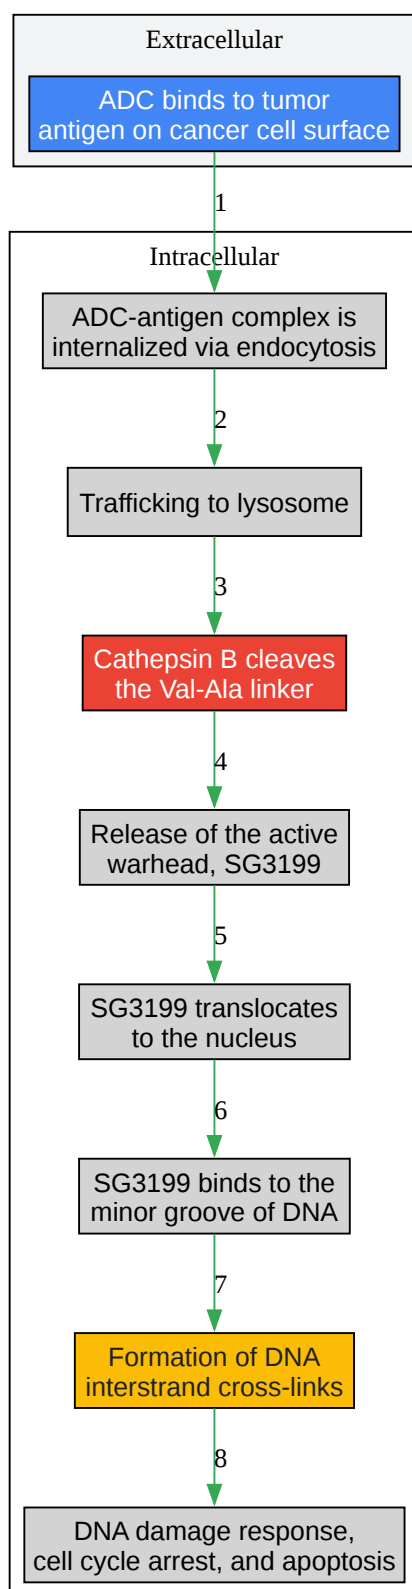 Extracellular
ADC binds to tumor
antigen on cancer cell surface
1
Intracellular
ADC-antigen complex is
internalized via endocytosis
2
Trafficking to lysosome
3
Cathepsin B cleaves
the Val-Ala linker
4
Release of the active
warhead, SG3199
5
SG3199 translocates
to the nucleus
6
SG3199 binds to the
minor groove of DNA
7
Formation of DNA
interstrand cross-links
8
DNA damage response,
cell cycle arrest, and apoptosis